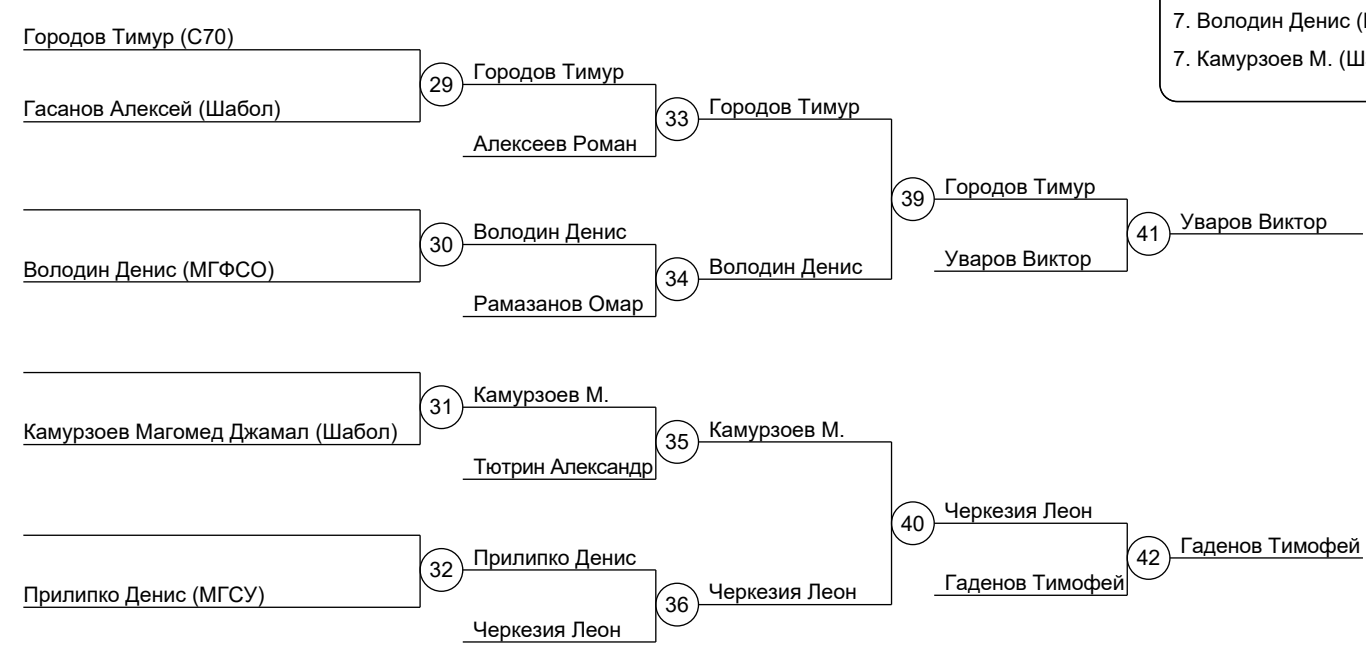 7. Володин Денис (
7. Камурзоев М. (Ша
Городов Тимур (С70)
Гасанов Алексей (Шабол)
29
Городов Тимур
Алексеев Роман
33
Городов Тимур
Володин Денис (МГФСО)
30
Володин Денис
Рамазанов Омар
34
Володин Денис
39
Городов Тимур
Уваров Виктор
41
Уваров Виктор
Камурзоев Магомед Джамал (Шабол)
31
Камурзоев М.
Тютрин Александр
35
Камурзоев М.
Прилипко Денис (МГСУ)
32
Прилипко Денис
Черкезия Леон
36
Черкезия Леон
40
Черкезия Леон
Гаденов Тимофей
42
Гаденов Тимофей